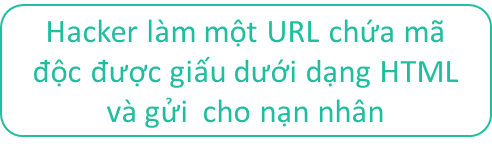 Hacker làm một URL chứa mã
độc được giấu dưới dạng HTML
và gửi cho nạn nhân